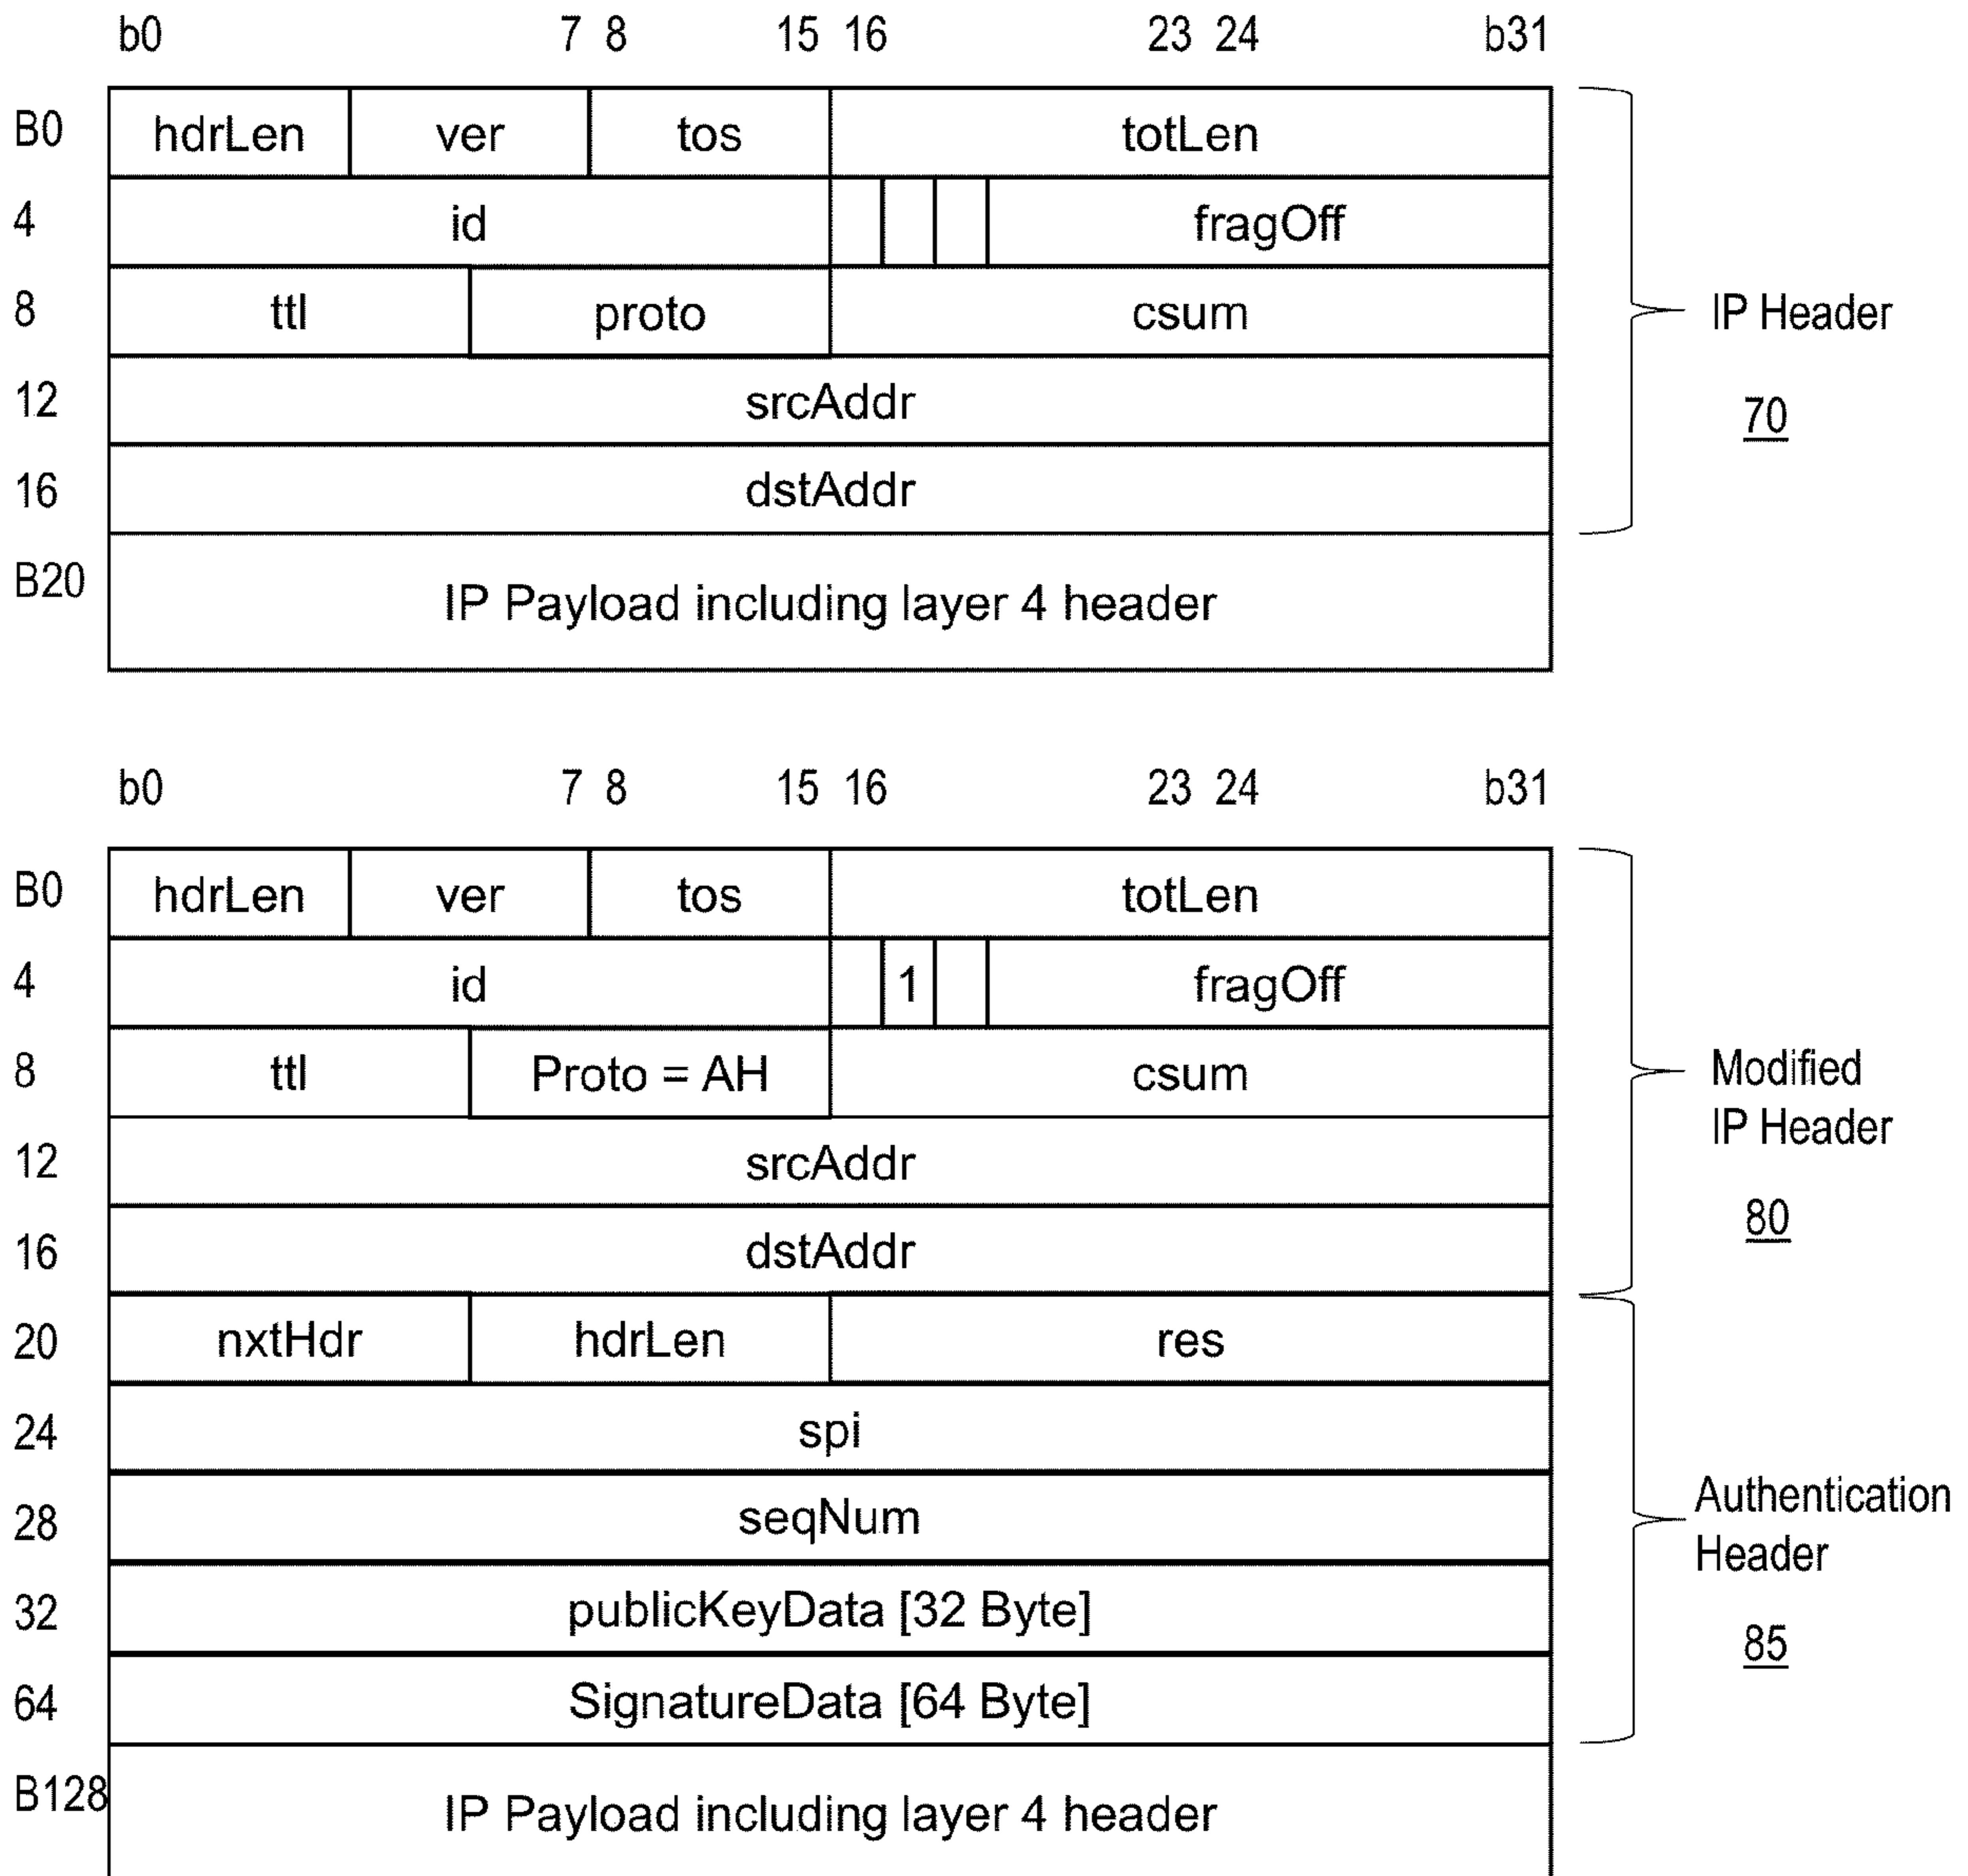 b0 7 8 15 16 23 24 b31
B0 hdrLen ver tos totLen
4 id fragOff
8 ttl proto csum
IP Header
12 srcAddr
70
16 dstAddr
B20 IP Payload including layer 4 header
b0 7 8 15 16 23 24 b31
B0 hdrLen ver tos totLen
4 id 1 fragOff
8 ttl Proto = AH csum
Modified
IP Header
12 srcAddr
80
16 dstAddr
20 nxtHdr hdrLen res
24 spi
28 seqNum
Authentication
Header
32 publicKeyData [32 Byte]
85
64 SignatureData [64 Byte]
B128 IP Payload including layer 4 header